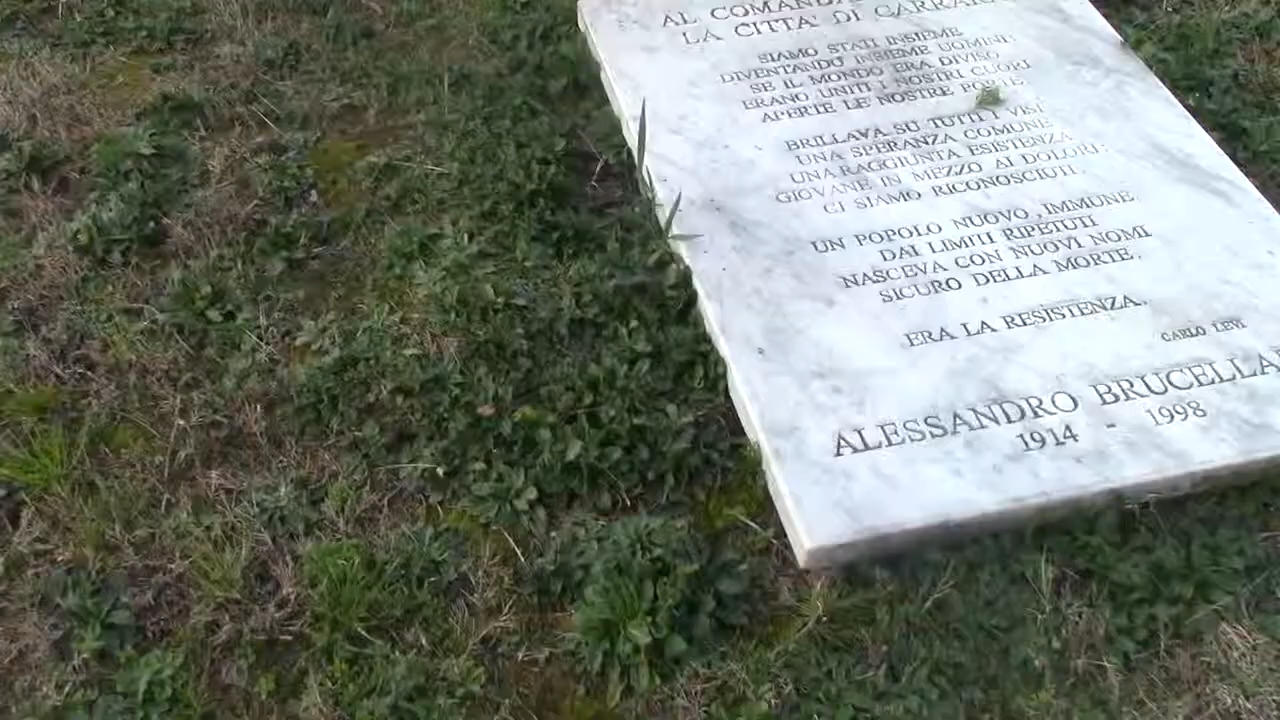 AL
LA CITTA' DI CARRARA
SIAMO STATI INSIEME
DIVENTANDO INSIEME UOMINI:
SE IL MONDO ERA DIVISO
ERANO UNITI I NOSTRI CUORI
APERTE LE NOSTRE PORTE.
BRILLAVA SU TUTTI I VISI
UNA SPERANZA COMUNE
UNA RAGGIUNTA ESISTENZA
GIOVANE IN MEZZO AI DOLORI:
CI SIAMO RICONOSCIUTI.
UN POPOLO NUOVO, IMMUNE
DAI LIMITI RIPETUTI
NASCEVA CON NUOVI NOMI
SICURO DELLA MORTE.
ERA LA RESISTENZA.
CARLO LEVI
ALESSANDRO BRUCELLA
1914 - 1998